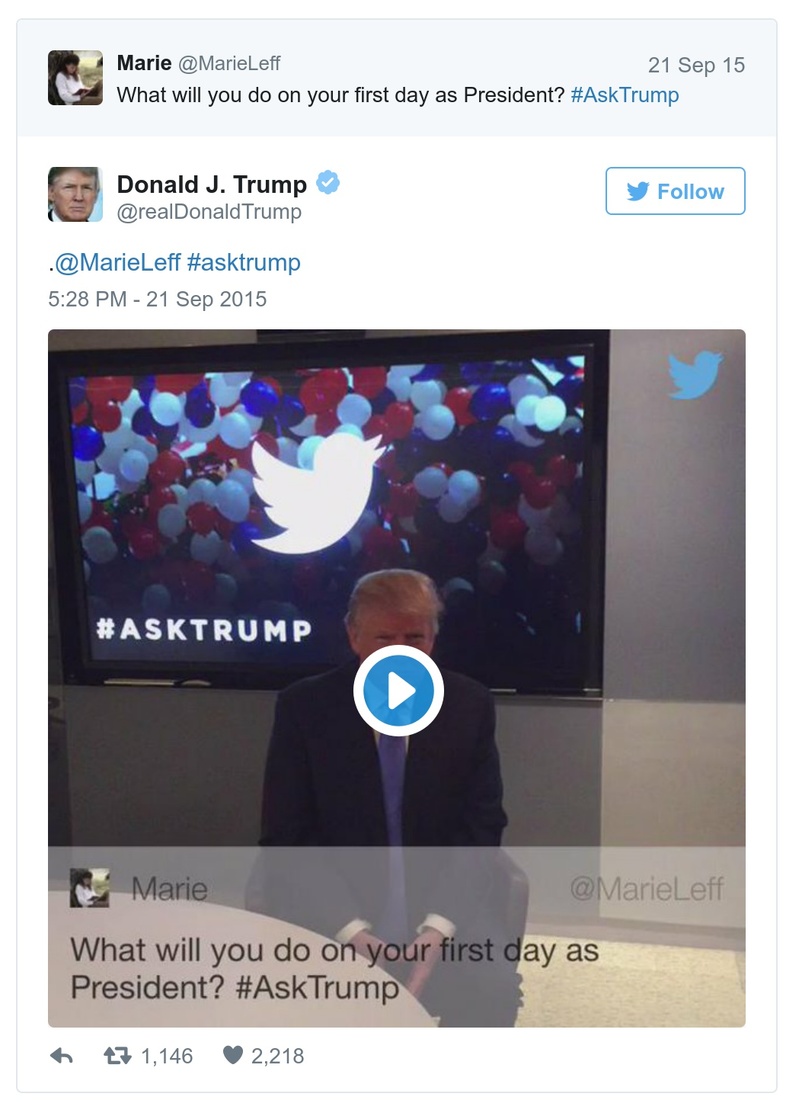 Marie @MarieLeff 21 Sep 15
What will you do on your first day as President? #AskTrump
Donald J. Trump
Follow
@realDonaldTrump
.@MarieLeff #asktrump
5:28 PM - 21 Sep 2015
#ASKTRUMP
Marie @MarieLeff
What will you do on your first day as
President? #AskTrump
1,146 2,218